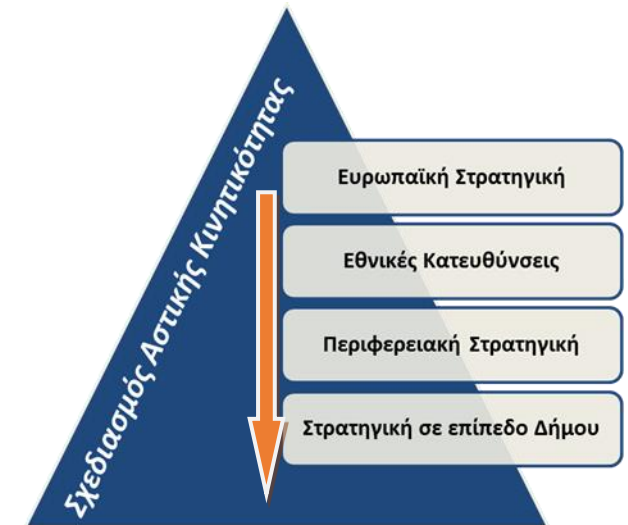 Σχεδιασμός Αστικής Κινητικότητας
Ευρωπαϊκή Στρατηγική
Εθνικές Κατευθύνσεις
Περιφερειακή Στρατηγική
Στρατηγική σε επίπεδο Δήμου